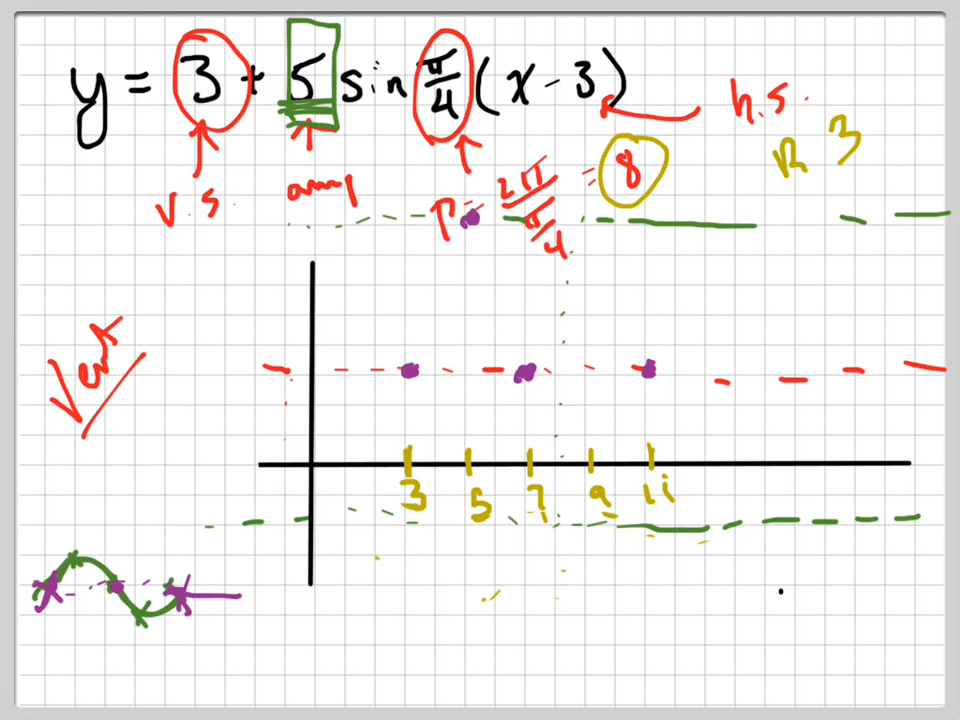 y = 3 + 5 sin π/4 (x - 3)
h.s.
R 3
v.s.
amp
P = 2π / π/4 = 8
Vert
3 5 7 9 11